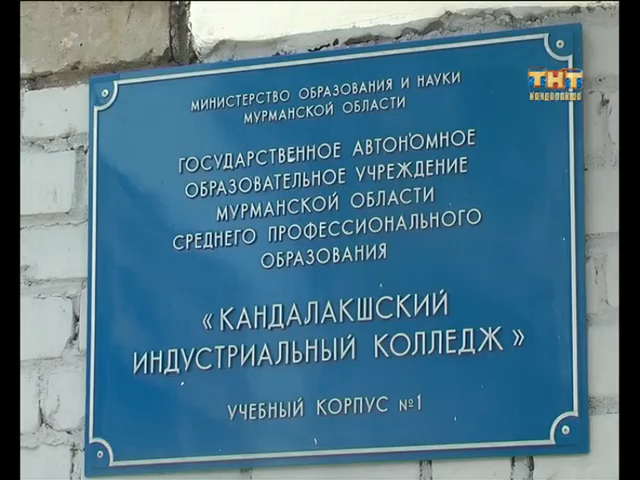 ТНТ
КАНДАЛАКША
МИНИСТЕРСТВО ОБРАЗОВАНИЯ И НАУКИ
МУРМАНСКОЙ ОБЛАСТИ
ГОСУДАРСТВЕННОЕ АВТОНОМНОЕ
ОБРАЗОВАТЕЛЬНОЕ УЧРЕЖДЕНИЕ
МУРМАНСКОЙ ОБЛАСТИ
СРЕДНЕГО ПРОФЕССИОНАЛЬНОГО
ОБРАЗОВАНИЯ
«КАНДАЛАКШСКИЙ
ИНДУСТРИАЛЬНЫЙ КОЛЛЕДЖ»
УЧЕБНЫЙ КОРПУС №1